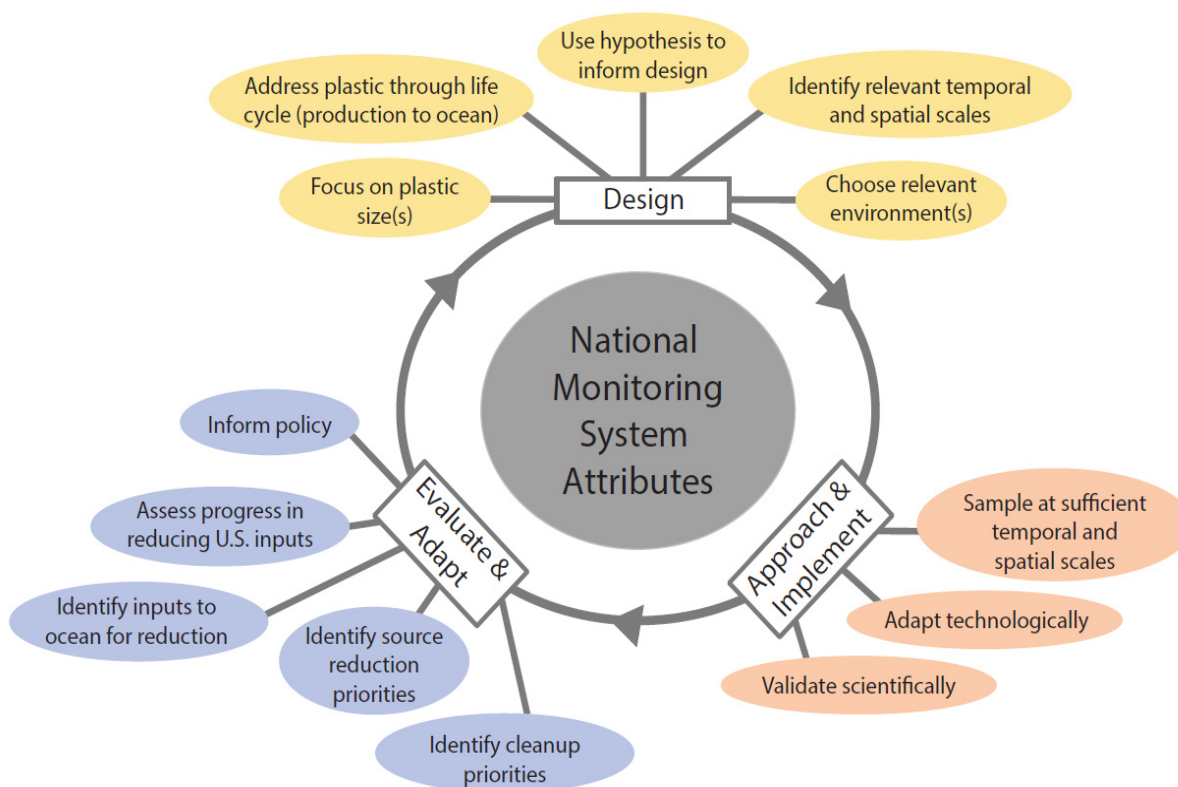 Use hypothesis to
inform design
Address plastic through life
cycle (production to ocean)
Identify relevant temporal
and spatial scales
Focus on plastic
size(s)
Design
Choose relevant
environment(s)
National
Monitoring
System
Attributes
Inform policy
Assess progress in
reducing U.S. inputs
Identify inputs to
ocean for reduction
Identify source
reduction
priorities
Identify cleanup
priorities
Evaluate &
Adapt
Approach &
Implement
Sample at sufficient
temporal and
spatial scales
Adapt technologically
Validate scientifically